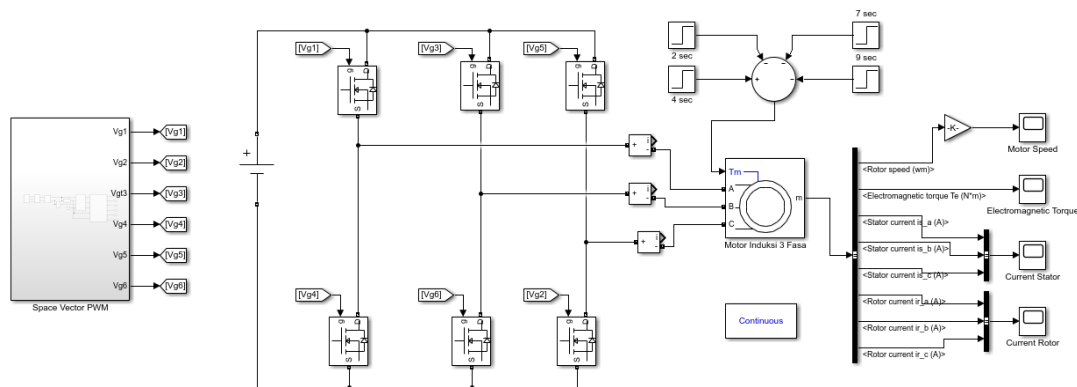 7 sec
[Vg1]
[Vg3]
[Vg5]
2 sec
9 sec
4 sec
g
D
S
g
D
S
g
D
S
+
-
-
-
+
-
Vg1
[Vg1]
Vg2
[Vg2]
Vgt3
[Vg3]
Vg4
[Vg4]
Vg5
[Vg5]
Vg6
[Vg6]
Space Vector PWM
+
+
i
-
+
i
-
+
i
-
Tm
A
B
C
m
Motor Induksi 3 Fasa
-K-
Motor Speed
<Rotor speed (wm)>
<Electromagnetic torque Te (N*m)>
Electromagnetic Torque
<Stator current is_a (A)>
<Stator current is_b (A)>
<Stator current is_c (A)>
Current Stator
<Rotor current ir_a (A)>
<Rotor current ir_b (A)>
<Rotor current ir_c (A)>
Current Rotor
[Vg4]
[Vg6]
[Vg2]
g
D
S
g
D
S
g
D
S
Continuous